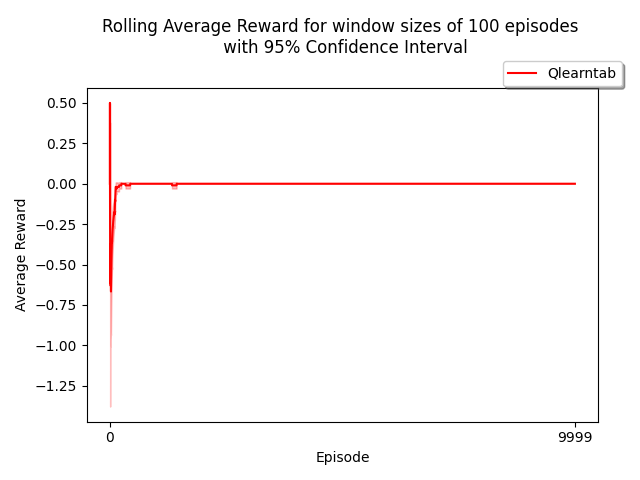 Rolling Average Reward for window sizes of 100 episodes
with 95% Confidence Interval
Qlearntab
0.50
0.25
0.00
−0.25
−0.50
−0.75
−1.00
−1.25
Average Reward
0
9999
Episode